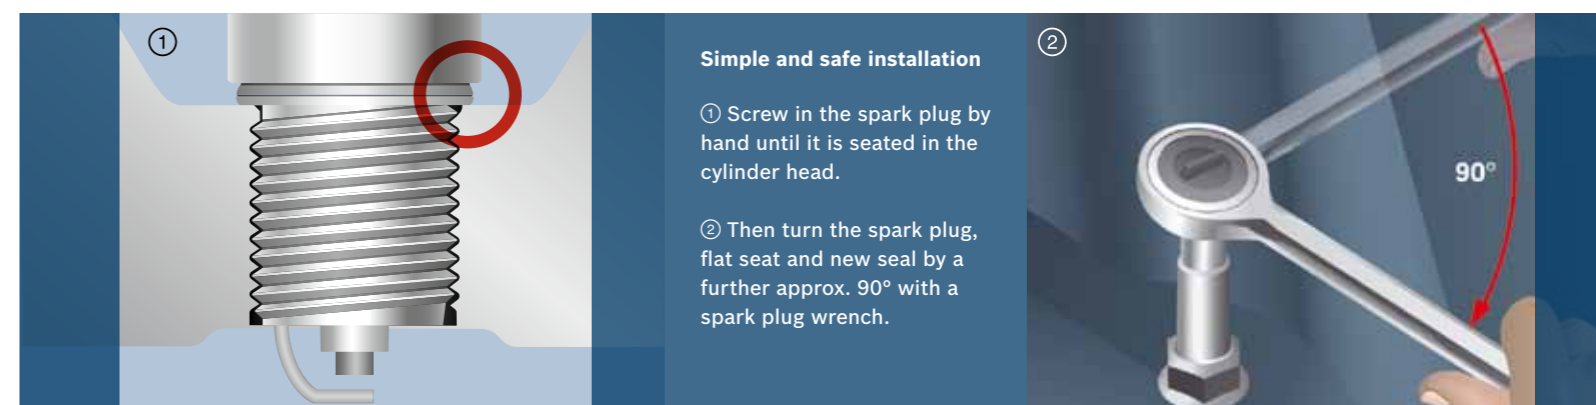 ①
Simple and safe installation
① Screw in the spark plug by
hand until it is seated in the
cylinder head.
② Then turn the spark plug,
flat seat and new seal by a
further approx. 90° with a
spark plug wrench.
②
90°